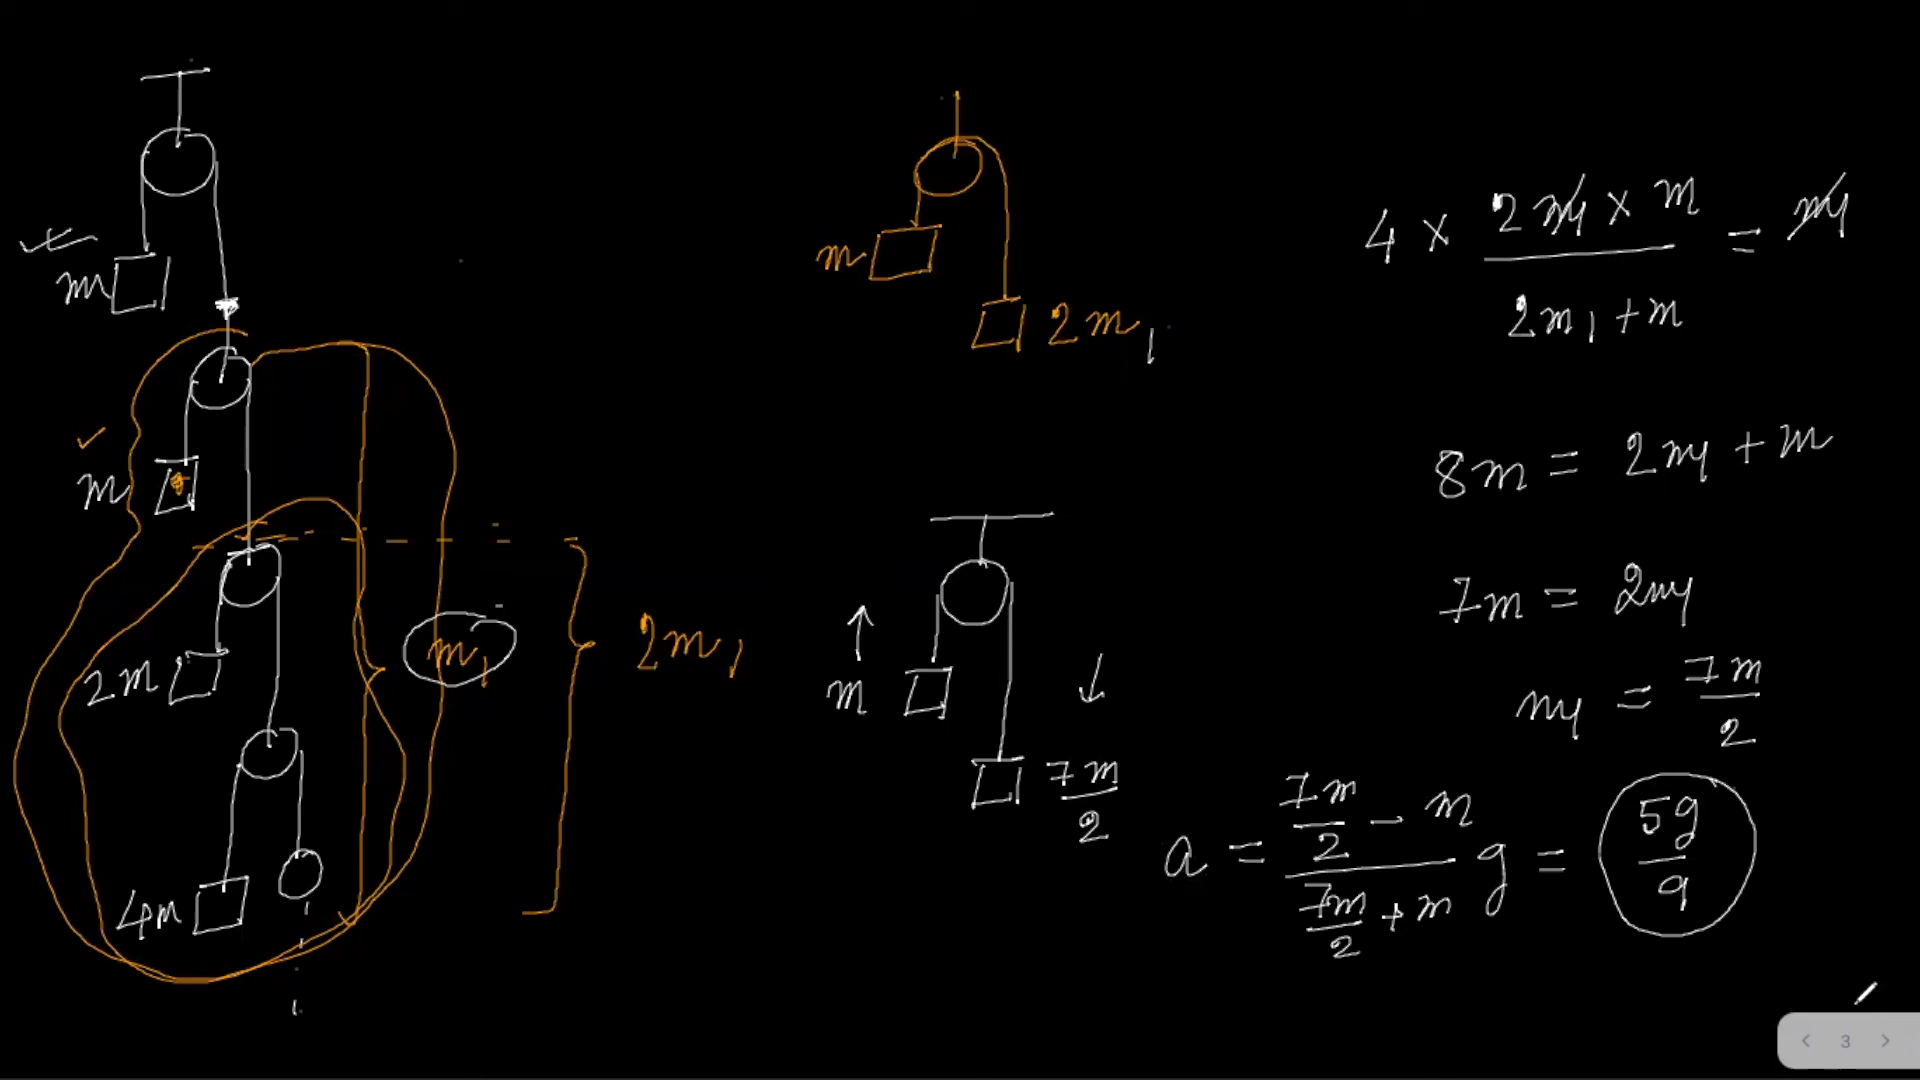 m
m
2m
4m
m₁
2m₁
m
2m₁
m
7m/2
4 × (2m₁ × m)/(2m₁ + m) = m₁
8m = 2m₁ + m
7m = 2m₁
m₁ = 7m/2
a = (7m/2 - m)/(7m/2 + m) g = 5g/9
< 3 >